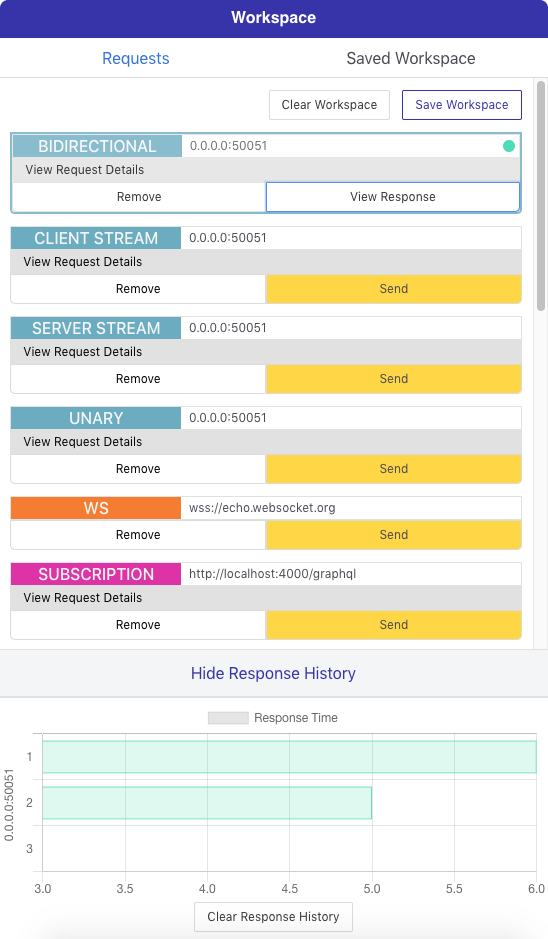 Workspace
Requests Saved Workspace
Clear Workspace Save Workspace
BIDIRECTIONAL 0.0.0.0:50051
View Request Details
Remove View Response
CLIENT STREAM 0.0.0.0:50051
View Request Details
Remove Send
SERVER STREAM 0.0.0.0:50051
View Request Details
Remove Send
UNARY 0.0.0.0:50051
View Request Details
Remove Send
WS wss://echo.websocket.org
Remove Send
SUBSCRIPTION http://localhost:4000/graphql
View Request Details
Remove Send
Hide Response History
Response Time
0.0.0.0:50051
1
2
3
3.0 3.5 4.0 4.5 5.0 5.5 6.0
Clear Response History